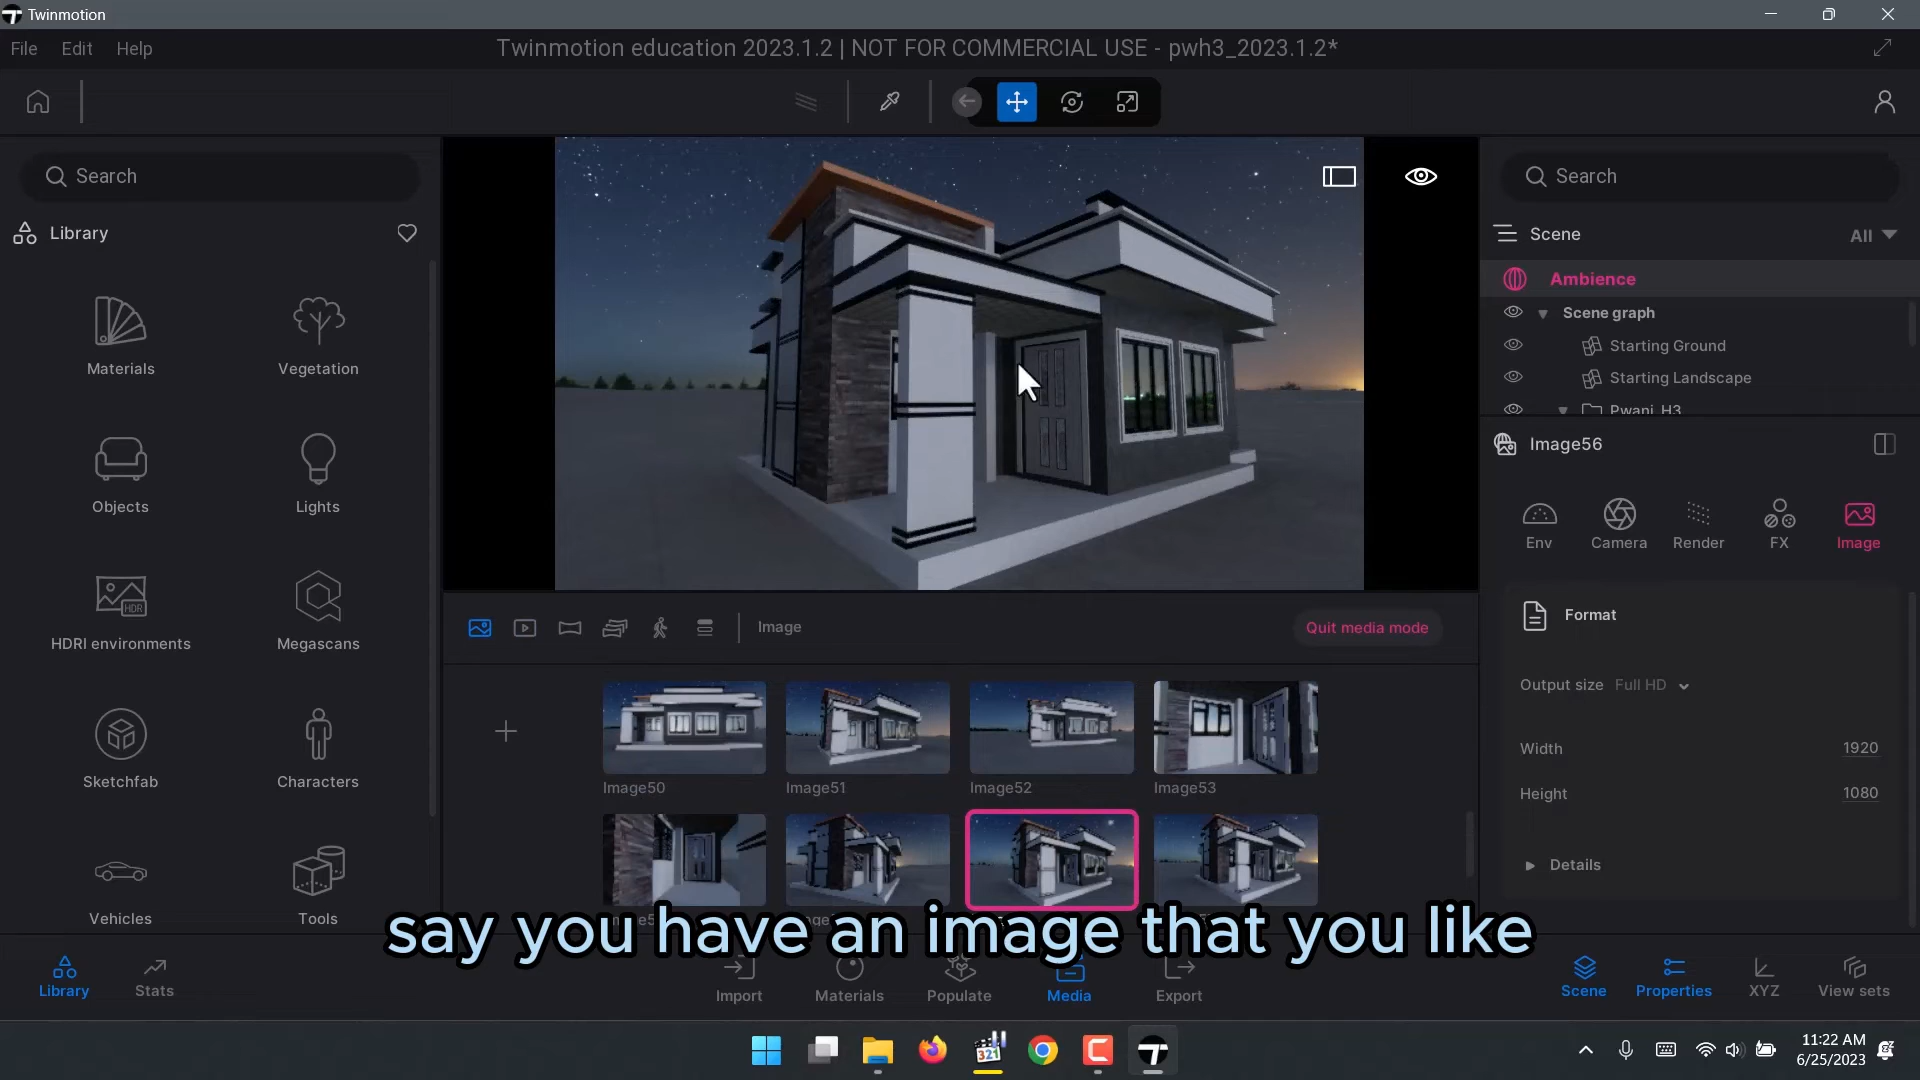 Twinmotion
File Edit Help
Twinmotion education 2023.1.2 | NOT FOR COMMERCIAL USE - pwh3_2023.1.2*
Search
Library
Materials
Vegetation
Objects
Lights
HDR
HDRI environments
Megascans
Sketchfab
Characters
Vehicles
Tools
Image
Quit media mode
Image50
Image51
Image52
Image53
Search
Scene
All
Ambience
Scene graph
Starting Ground
Starting Landscape
Pwani_H3
Image56
Env
Camera
Render
FX
Image
Format
Output size Full HD
Width 1920
Height 1080
Details
say you have an image that you like
Library
Stats
Import
Materials
Populate
Media
Export
Scene
Properties
XYZ
View sets
321
11:22 AM
6/25/2023